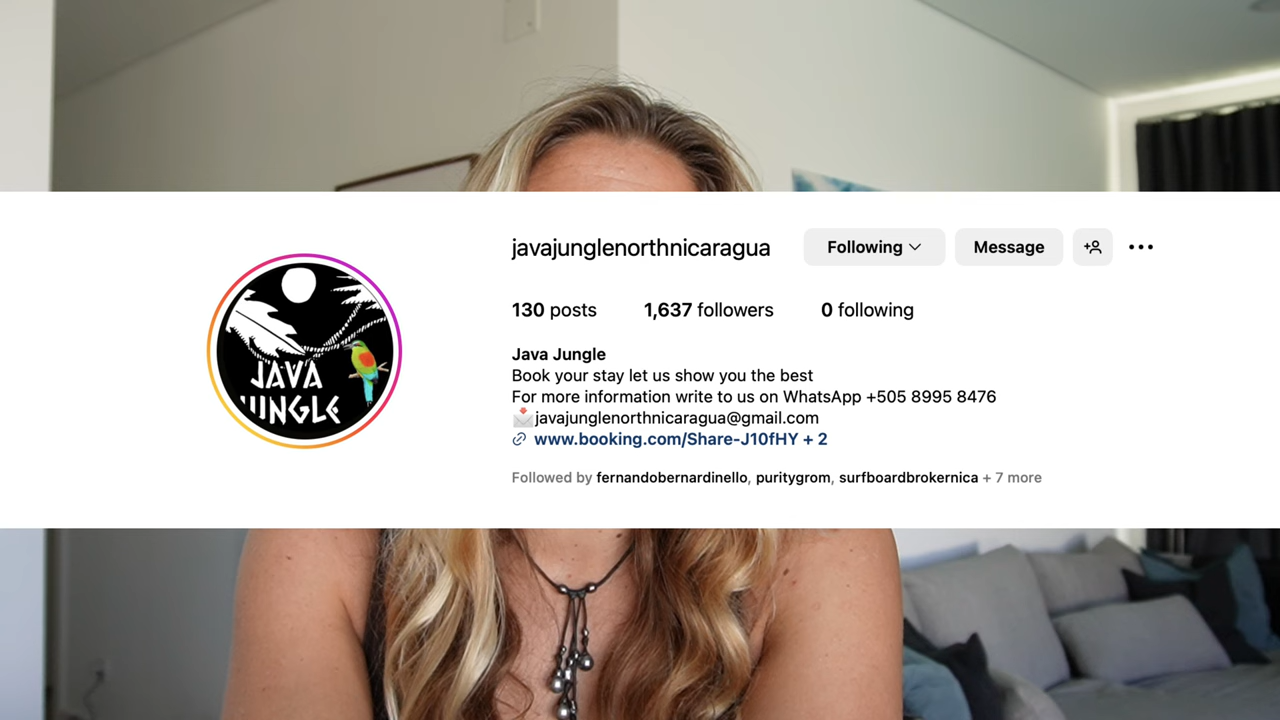 javajunglenorthnicaragua
Following
Message
130 posts
1,637 followers
0 following
JAVA
JUNGLE
Java Jungle
Book your stay let us show you the best
For more information write to us on WhatsApp +505 8995 8476
📩javajunglenorthnicaragua@gmail.com
www.booking.com/Share-J10fHY + 2
Followed by fernandobernardinello, puritygrom, surfboardbrokernica + 7 more